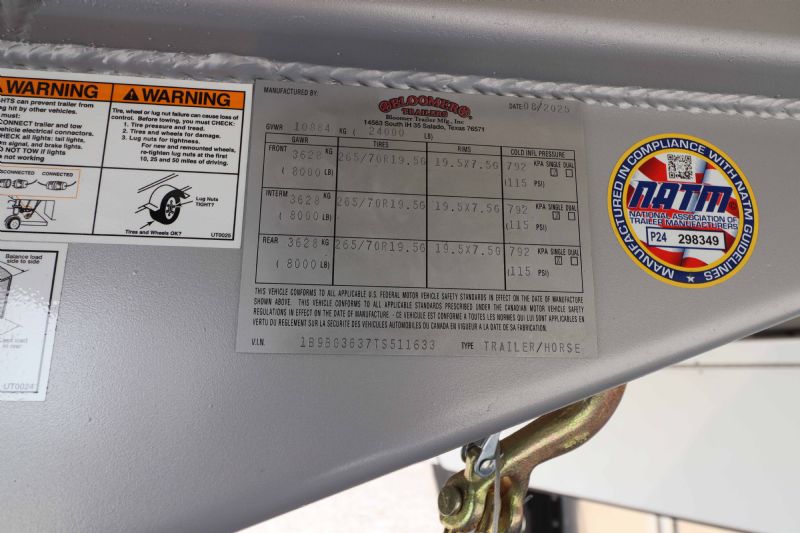 WARNING
HTS can prevent trailer from
ng hit by other vehicles.
must:
CONNECT trailer and tow
vehicle electrical connectors.
HECK all lights: tail lights,
rn signal, and brake lights.
O NOT TOW if lights are
not working
CONNECTED
WARNING
Tire, wheel or lug nut failure can cause loss of
control. Before towing, you must CHECK:
1. Tire pressure and tread.
2. Tires and wheels for damage.
3. Lug nuts for tightness.
For new and remounted wheels,
re-tighten lug nuts at the first
10, 25 and 50 miles of driving.
Lug Nuts
TIGHT?
Tires and Wheels OK?
UT0025
Balance load
side to side
UT0024
MANUFACTURED BY:
BLOOMER
TRAILERS
Bloomer Trailer Mfg., Inc.
14563 South IH 35 Salado, Texas 76571
DATE 08/2025
GVWR 10884 KG ( 24000 LB)
GAWR TIRES RIMS COLD INFL PRESSURE
FRONT 3628 KG 265/70R19.5G 19.5X7.5G 792 KPA SINGLE DUAL
( 8000 LB) (115 PSI)
INTERM 3628 KG 265/70R19.5G 19.5X7.5G 792 KPA SINGLE DUAL
( 8000 LB) (115 PSI)
REAR 3628 KG 265/70R19.5G 19.5X7.5G 792 KPA SINGLE DUAL
( 8000 LB) (115 PSI)
THIS VEHICLE CONFORMS TO ALL APPLICABLE U.S. FEDERAL MOTOR VEHICLE SAFETY STANDARDS IN EFFECT ON THE DATE OF MANUFACTURE
SHOWN ABOVE. THIS VEHICLE CONFORMS TO ALL APPLICABLE STANDARDS PRESCRIBED UNDER THE CANADIAN MOTOR VEHICLE SAFETY
REGULATIONS IN EFFECT ON THE DATE OF MANUFACTURE - CE VEHICULE EST CONFORME A TOUTES LES NORMES QUI LUI SONT APPLICABLES EN
VERTU DU REGLEMENT SUR LA SECURITE DES VEHICULES AUTOMOBILES DU CANADA EN VIGUEUR A LA DATE DE SA FABRICATION.
V.I.N. 1B9BO3637TS511633 TYPE TRAILER/HORSE
MANUFACTURED IN COMPLIANCE WITH NATM GUIDELINES
NATM
NATIONAL ASSOCIATION OF
TRAILER MANUFACTURERS
P24 298349